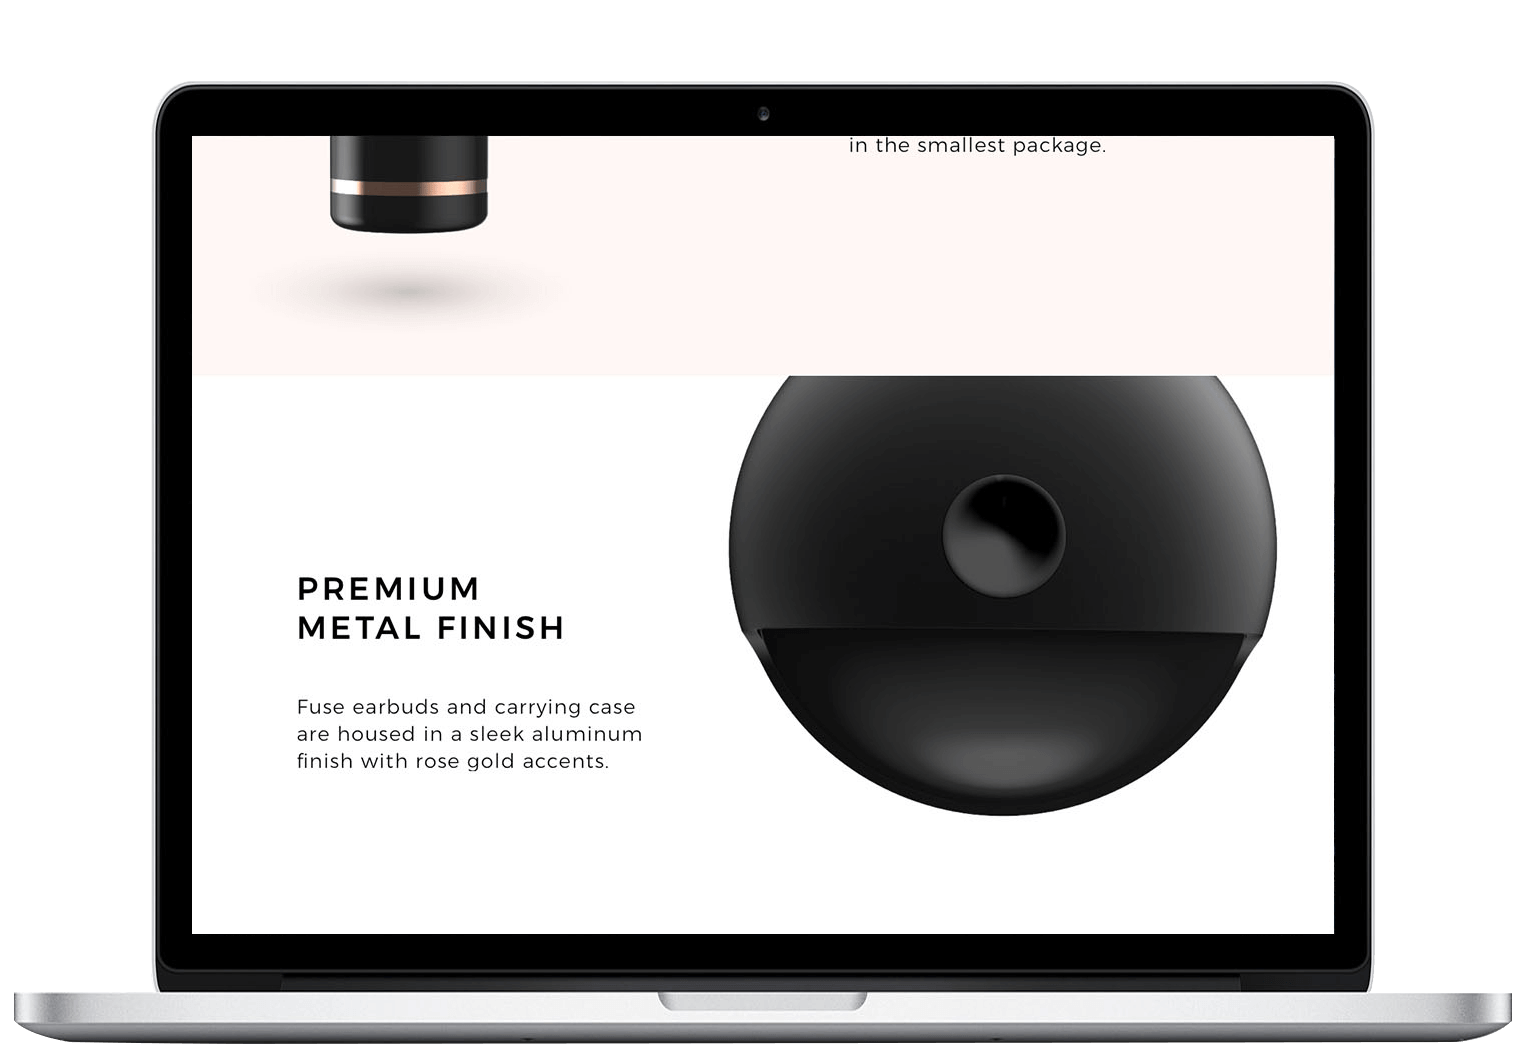 in the smallest package.
PREMIUM
METAL FINISH
Fuse earbuds and carrying case
are housed in a sleek aluminum
finish with rose gold accents.